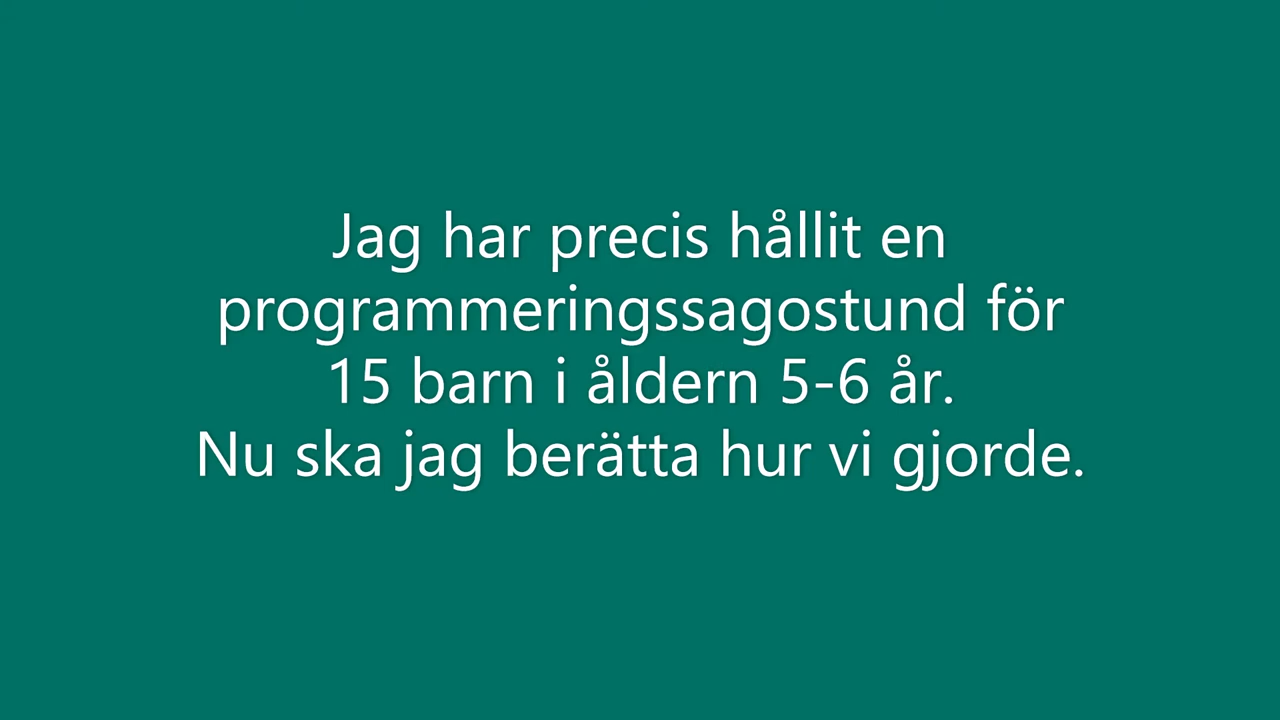 Jag har precis hållit en
programmeringssagostund för
15 barn i åldern 5-6 år.
Nu ska jag berätta hur vi gjorde.